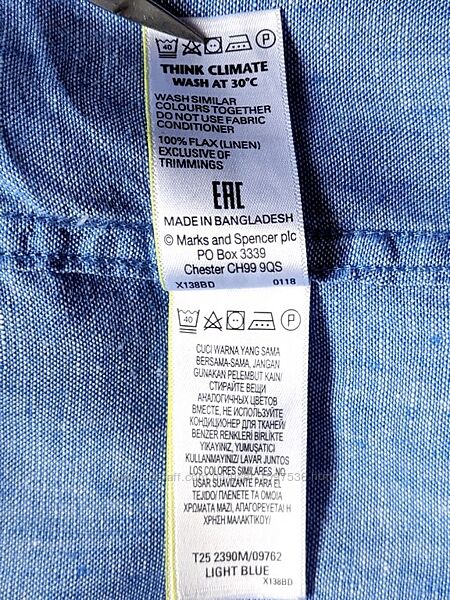 40 P
THINK CLIMATE
WASH AT 30°C
WASH SIMILAR
COLOURS TOGETHER
DO NOT USE FABRIC
CONDITIONER
100% FLAX (LINEN)
EXCLUSIVE OF
TRIMMINGS
EAC
MADE IN BANGLADESH
© Marks and Spencer plc
PO Box 3339
Chester CH99 9QS
X138BD 0118
40 P
CUCI WARNA YANG SAMA
BERSAMA-SAMA, JANGAN
GUNAKAN PELEMBUT KAIN/
СТИРАЙТЕ ВЕЩИ
АНАЛОГИЧНЫХ ЦВЕТОВ
ВМЕСТЕ, НЕ ИСПОЛЬЗУЙТЕ
КОНДИЦИОНЕР ДЛЯ ТКАНЕЙ/
BENZER RENKLERİ BİRLİKTE
YIKAYINIZ, YUMUŞATICI
KULLANMAYINIZ/ LAVAR JUNTOS
LOS COLORES SIMILARES, NO
USAR SUAVIZANTE PARA EL
TEJIDO/ ΠΛΕΝΕΤΕ ΤΑ ΟΜΟΙΑ
ΧΡΩΜΑΤΑ ΜΑΖΙ, ΑΠΑΓΟΡΕΥΕΤΑΙ Η
ΧΡΗΣΗ ΜΑΛΑΚΤΙΚΟΥ/
T25 2390M/09762
LIGHT BLUE
X138BD